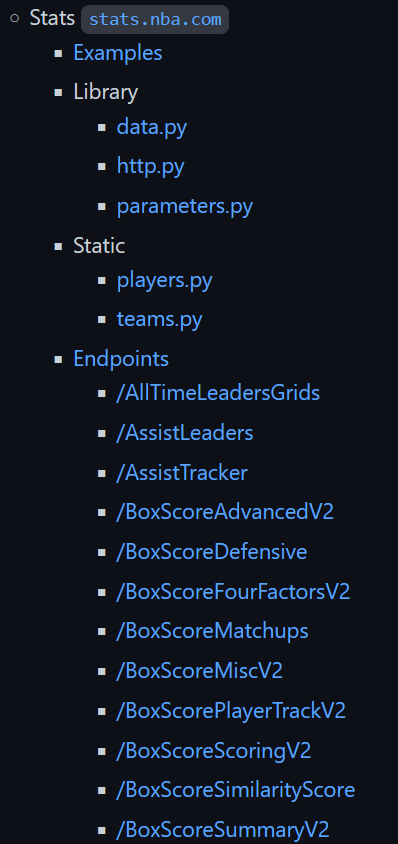 Stats stats.nba.com
Examples
Library
data.py
http.py
parameters.py
Static
players.py
teams.py
Endpoints
/AllTimeLeadersGrids
/AssistLeaders
/AssistTracker
/BoxScoreAdvancedV2
/BoxScoreDefensive
/BoxScoreFourFactorsV2
/BoxScoreMatchups
/BoxScoreMiscV2
/BoxScorePlayerTrackV2
/BoxScoreScoringV2
/BoxScoreSimilarityScore
/BoxScoreSummaryV2